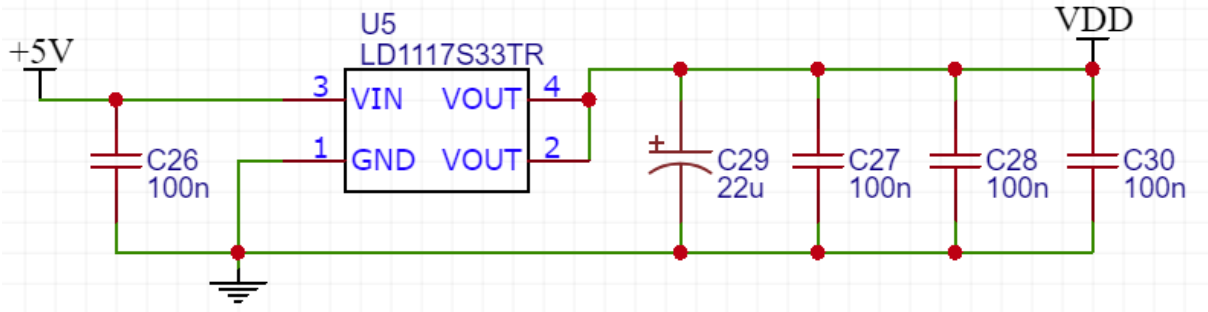 +5V
U5
LD1117S33TR
VDD
3 VIN VOUT 4
1 GND VOUT 2
C26
100n
+
C29
22u
C27
100n
C28
100n
C30
100n